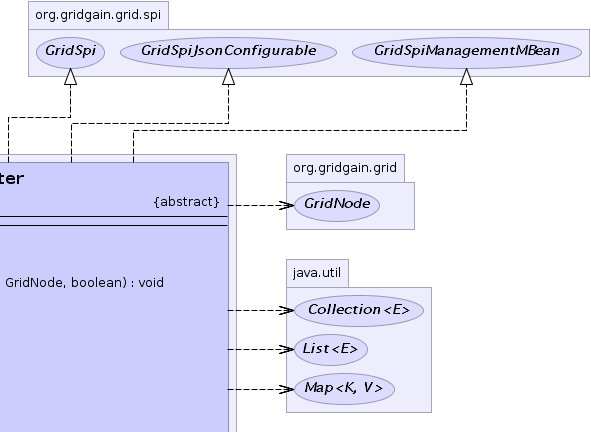 org.gridgain.grid.spi
GridSpi
GridSpiJsonConfigurable
GridSpiManagementMBean
org.gridgain.grid
ter
{abstract}
GridNode
java.util
GridNode, boolean) : void
Collection<E>
List<E>
Map<K, V>